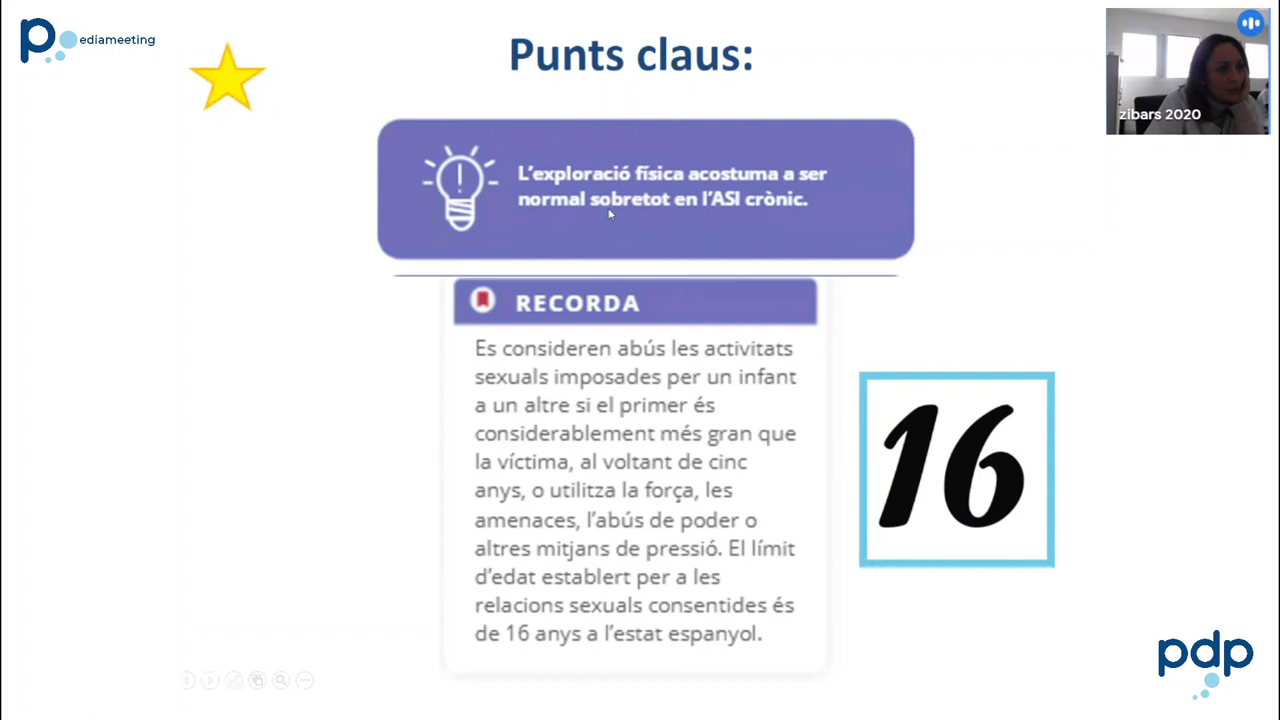 pediameeting
Punts claus:
zibars 2020
L'exploració física acostuma a ser
normal sobretot en l'ASI crònic.
RECORDA
Es consideren abús les activitats
sexuals imposades per un infant
a un altre si el primer és
considerablement més gran que
la víctima, al voltant de cinc
anys, o utilitza la força, les
amenaces, l'abús de poder o
altres mitjans de pressió. El límit
d'edat establert per a les
relacions sexuals consentides és
de 16 anys a l'estat espanyol.
16
pdp